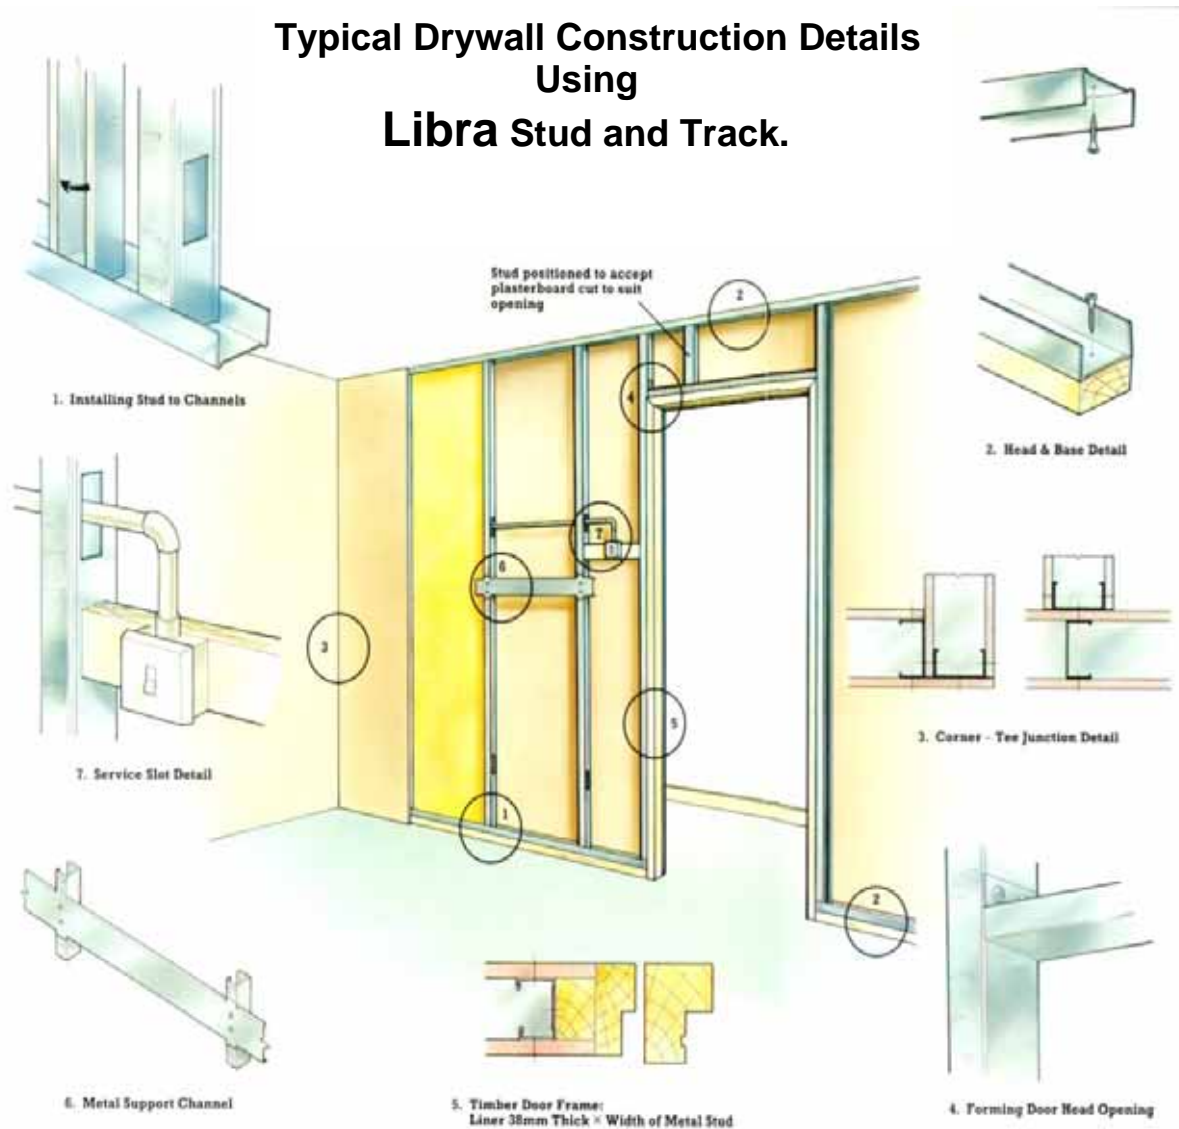 Typical Drywall Construction Details
Using
Libra Stud and Track.
Stud positioned to accept
plasterboard cut to suit
opening
2
1. Installing Stud to Channels
4
2. Head & Base Detail
7
6
3
5
3. Corner - Tee Junction Detail
7. Service Slot Detail
1
2
6. Metal Support Channel
5. Timber Door Frame:
Liner 38mm Thick × Width of Metal Stud
4. Forming Door Head Opening